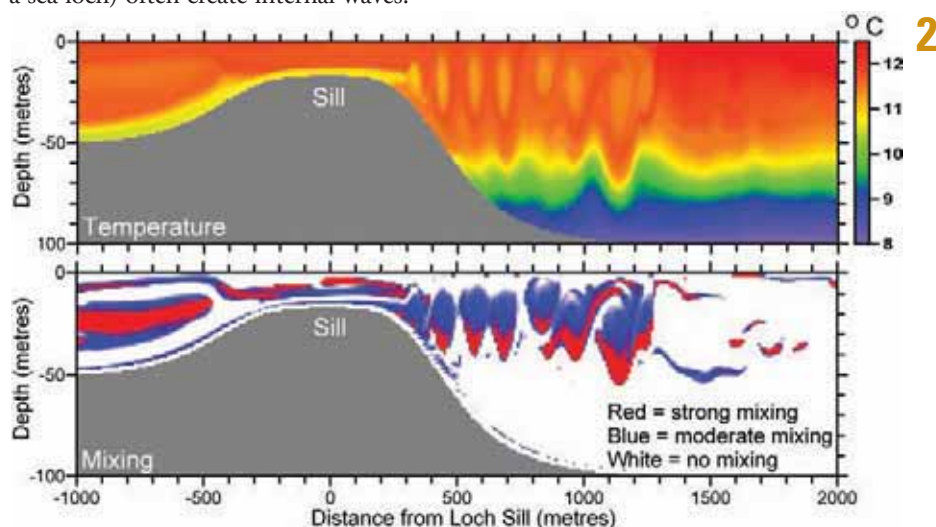 a sea loch) often create internal waves.
o C
2
0
12
Sill
11
-50
10
9
Temperature
100
8
Depth (metres)
0
Sill
-50
Red = strong mixing
Blue = moderate mixing
White = no mixing
Mixing
-100
Depth (metres)
-1000 -500 0 500 1000 1500 2000
Distance from Loch Sill (metres)